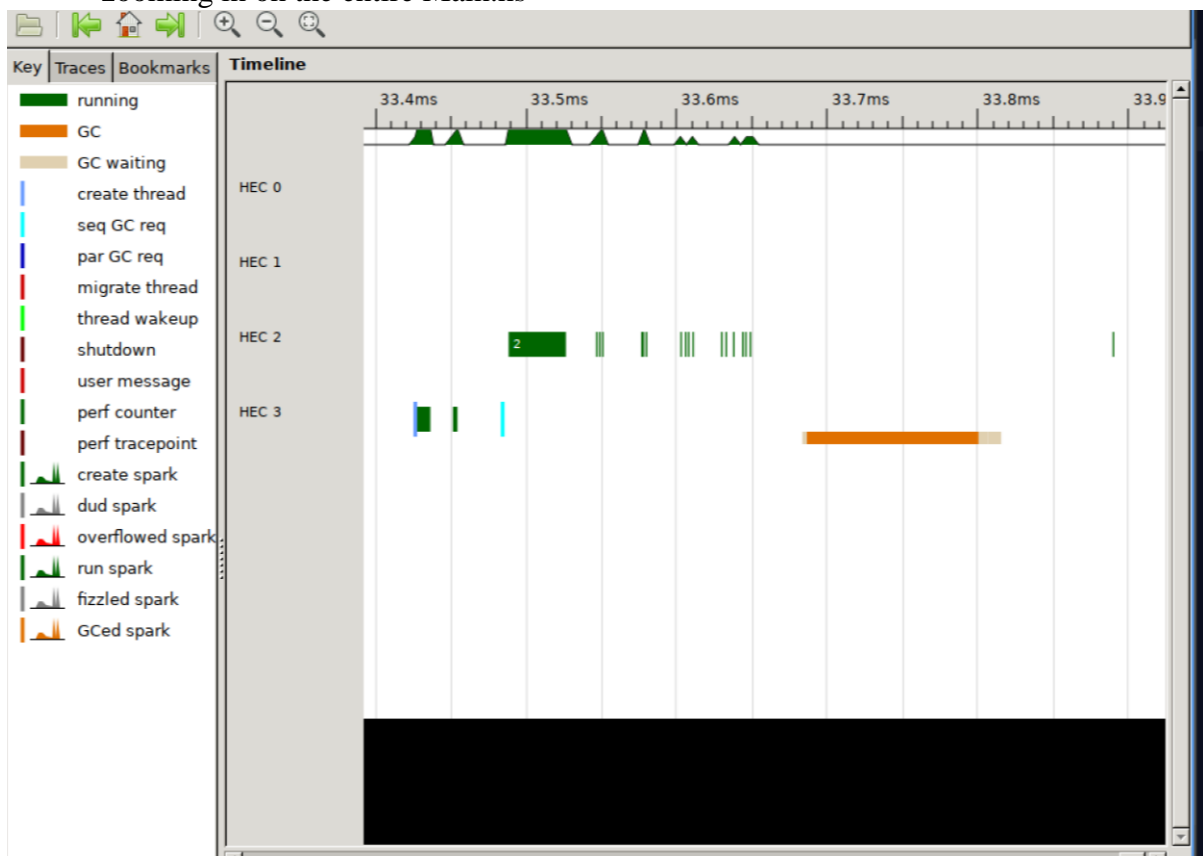 Key Traces Bookmarks
running
GC
GC waiting
create thread
seq GC req
par GC req
migrate thread
thread wakeup
shutdown
user message
perf counter
perf tracepoint
create spark
dud spark
overflowed spark
run spark
fizzled spark
GCed spark
Timeline
33.4ms 33.5ms 33.6ms 33.7ms 33.8ms 33.9
HEC 0
HEC 1
HEC 2
2
HEC 3